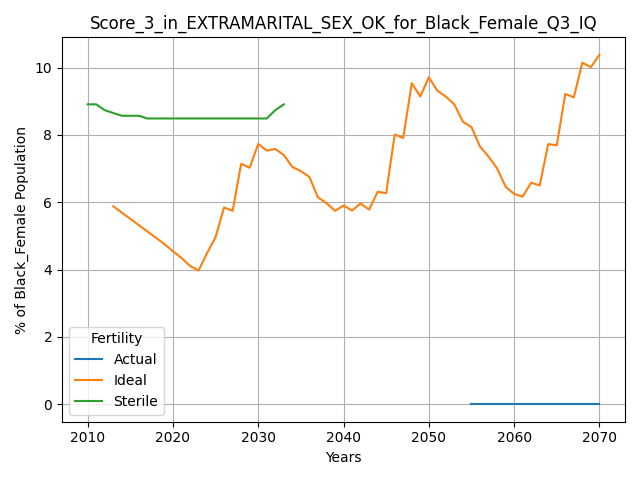 Score_3_in_EXTRAMARITAL_SEX_OK_for_Black_Female_Q3_IQ
% of Black_Female Population
10
8
6
4
2
0
Fertility
Actual
Ideal
Sterile
2010 2020 2030 2040 2050 2060 2070
Years